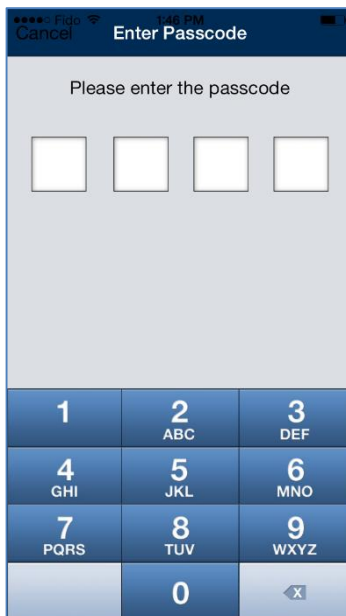 Fido 1:46 PM
Cancel Enter Passcode
Please enter the passcode
1 2 3
ABC DEF
4 5 6
GHI JKL MNO
7 8 9
PQRS TUV WXYZ
0 X